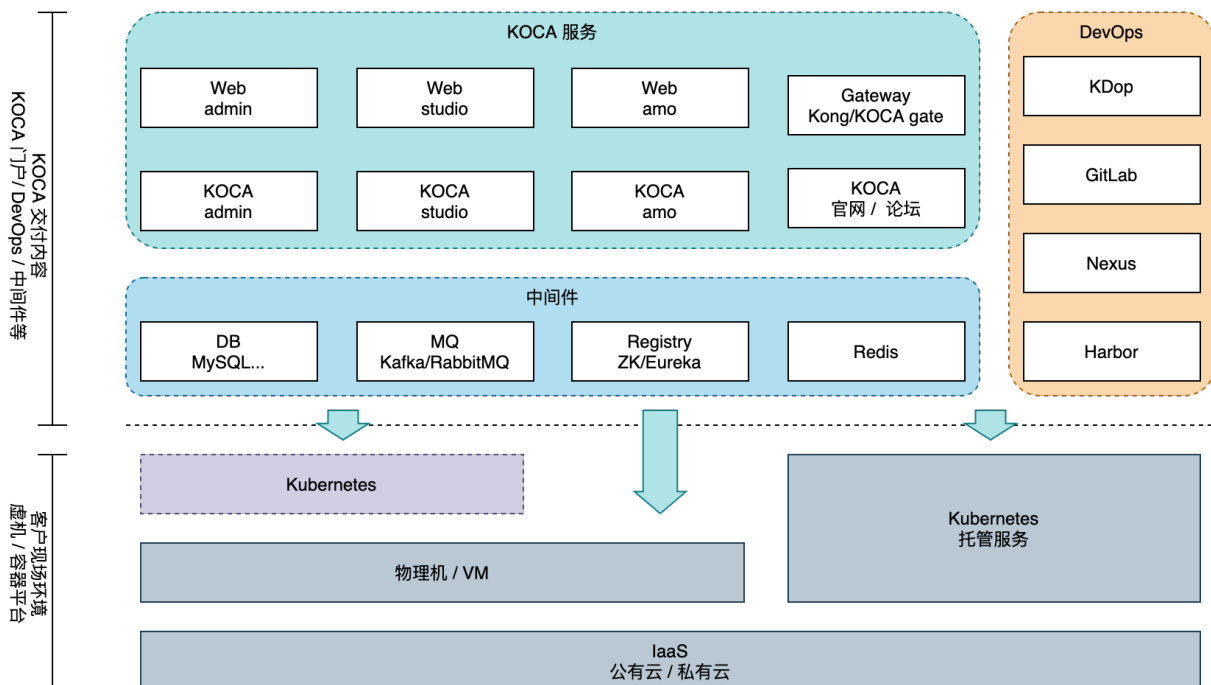 KOCA 交付内容
KOCA 门户/ DevOps / 中间件等
KOCA 服务
Web
admin
Web
studio
Web
amo
Gateway
Kong/KOCA gate
KOCA
admin
KOCA
studio
KOCA
amo
KOCA
官网 / 论坛
DevOps
KDop
GitLab
Nexus
Harbor
中间件
DB
MySQL...
MQ
Kafka/RabbitMQ
Registry
ZK/Eureka
Redis
客户现场环境
虚机 / 容器平台
Kubernetes
物理机 / VM
Kubernetes
托管服务
IaaS
公有云 / 私有云